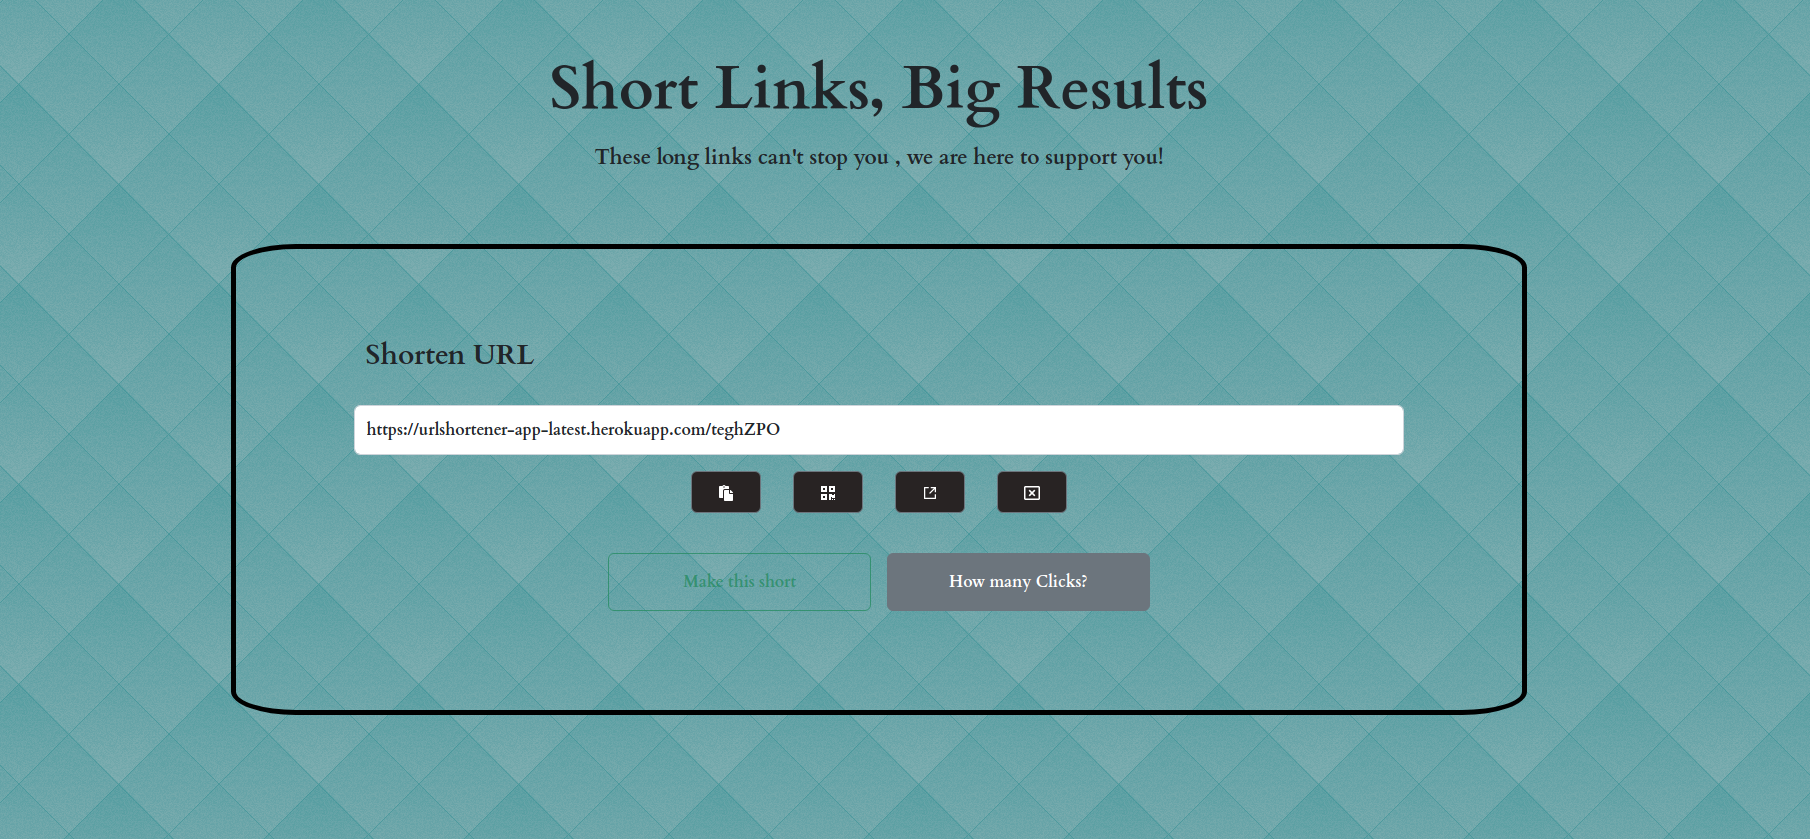 Short Links, Big Results
These long links can't stop you , we are here to support you!
Shorten URL
https://urlshortener-app-latest.herokuapp.com/teghZPO
Make this short
How many Clicks?